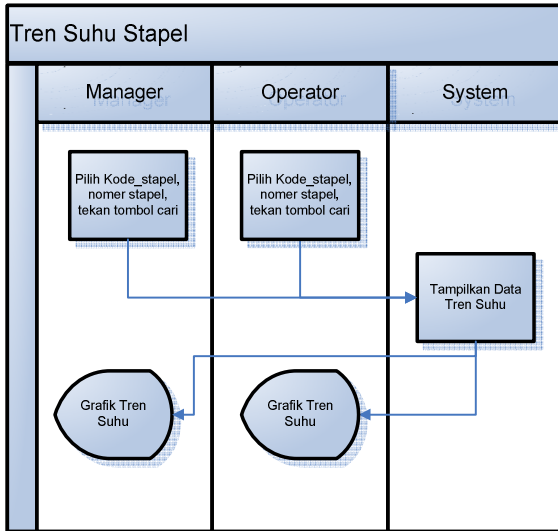 Tren Suhu Stapel
Manager
Operator
System
Pilih Kode_stapel,
nomer stapel,
tekan tombol cari
Pilih Kode_stapel,
nomer stapel,
tekan tombol cari
Tampilkan Data
Tren Suhu
Grafik Tren
Suhu
Grafik Tren
Suhu